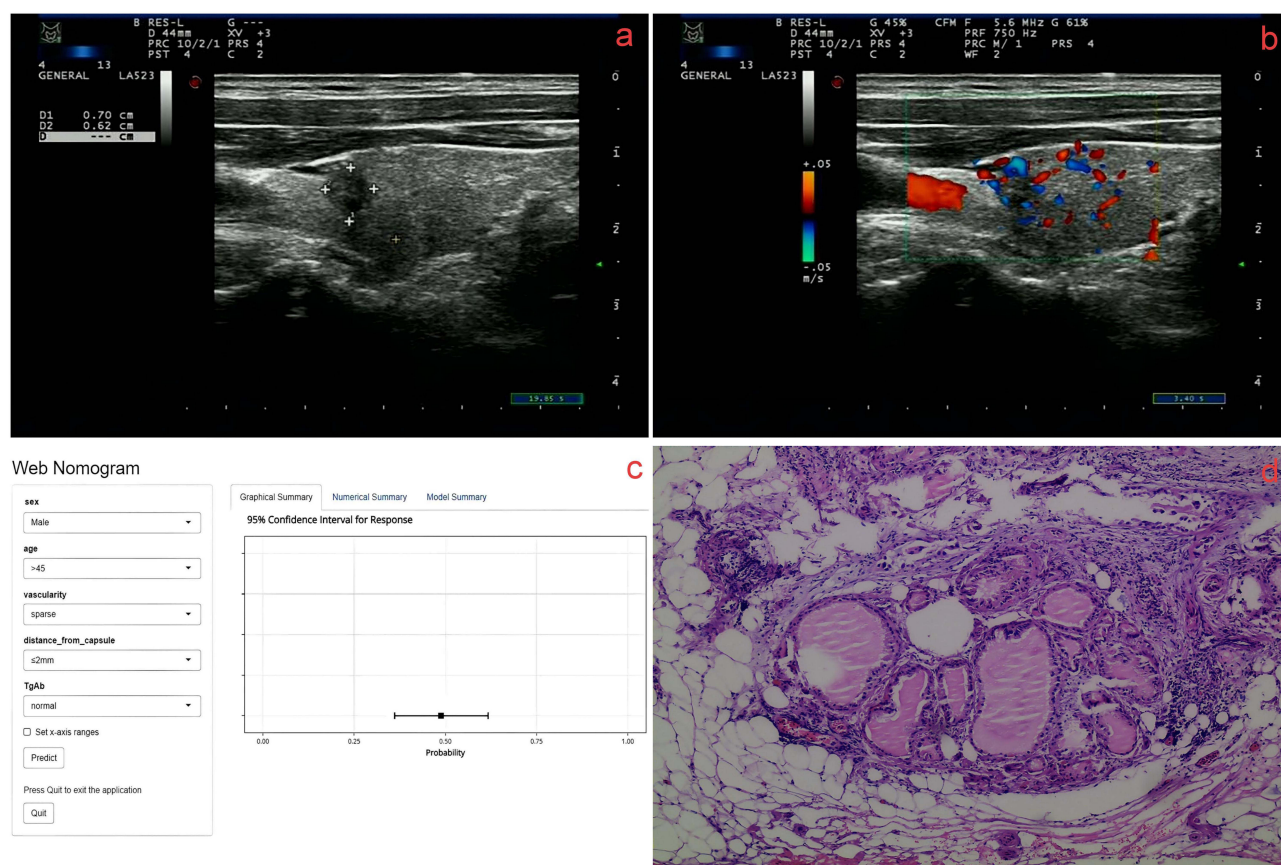 a
B RES-L G ---
D 44mm XV +3
PRC 10/2/1 PRS 4
PST 4 C 2
4 13
GENERAL LA523
D1 0.70 cm
D2 0.62 cm
D --- cm
0
1
2
3
4
19.85 s
b
B RES-L G 45% CFM F 5.6 MHz G 61%
D 44mm XV +3 PRF 750 Hz
PRC 10/2/1 PRS 4 PRC M/ 1 PRS 4
PST 4 C 2 WF 2
4 13
GENERAL LA523
+.05
-.05
m/s
0
1
2
3
4
3.40 s
Web Nomogram
c
sex
Male
age
>45
vascularity
sparse
distance_from_capsule
≤2mm
TgAb
normal
Set x-axis ranges
Predict
Press Quit to exit the application
Quit
Graphical Summary Numerical Summary Model Summary
95% Confidence Interval for Response
0.00 0.25 0.50 0.75 1.00
Probability
d